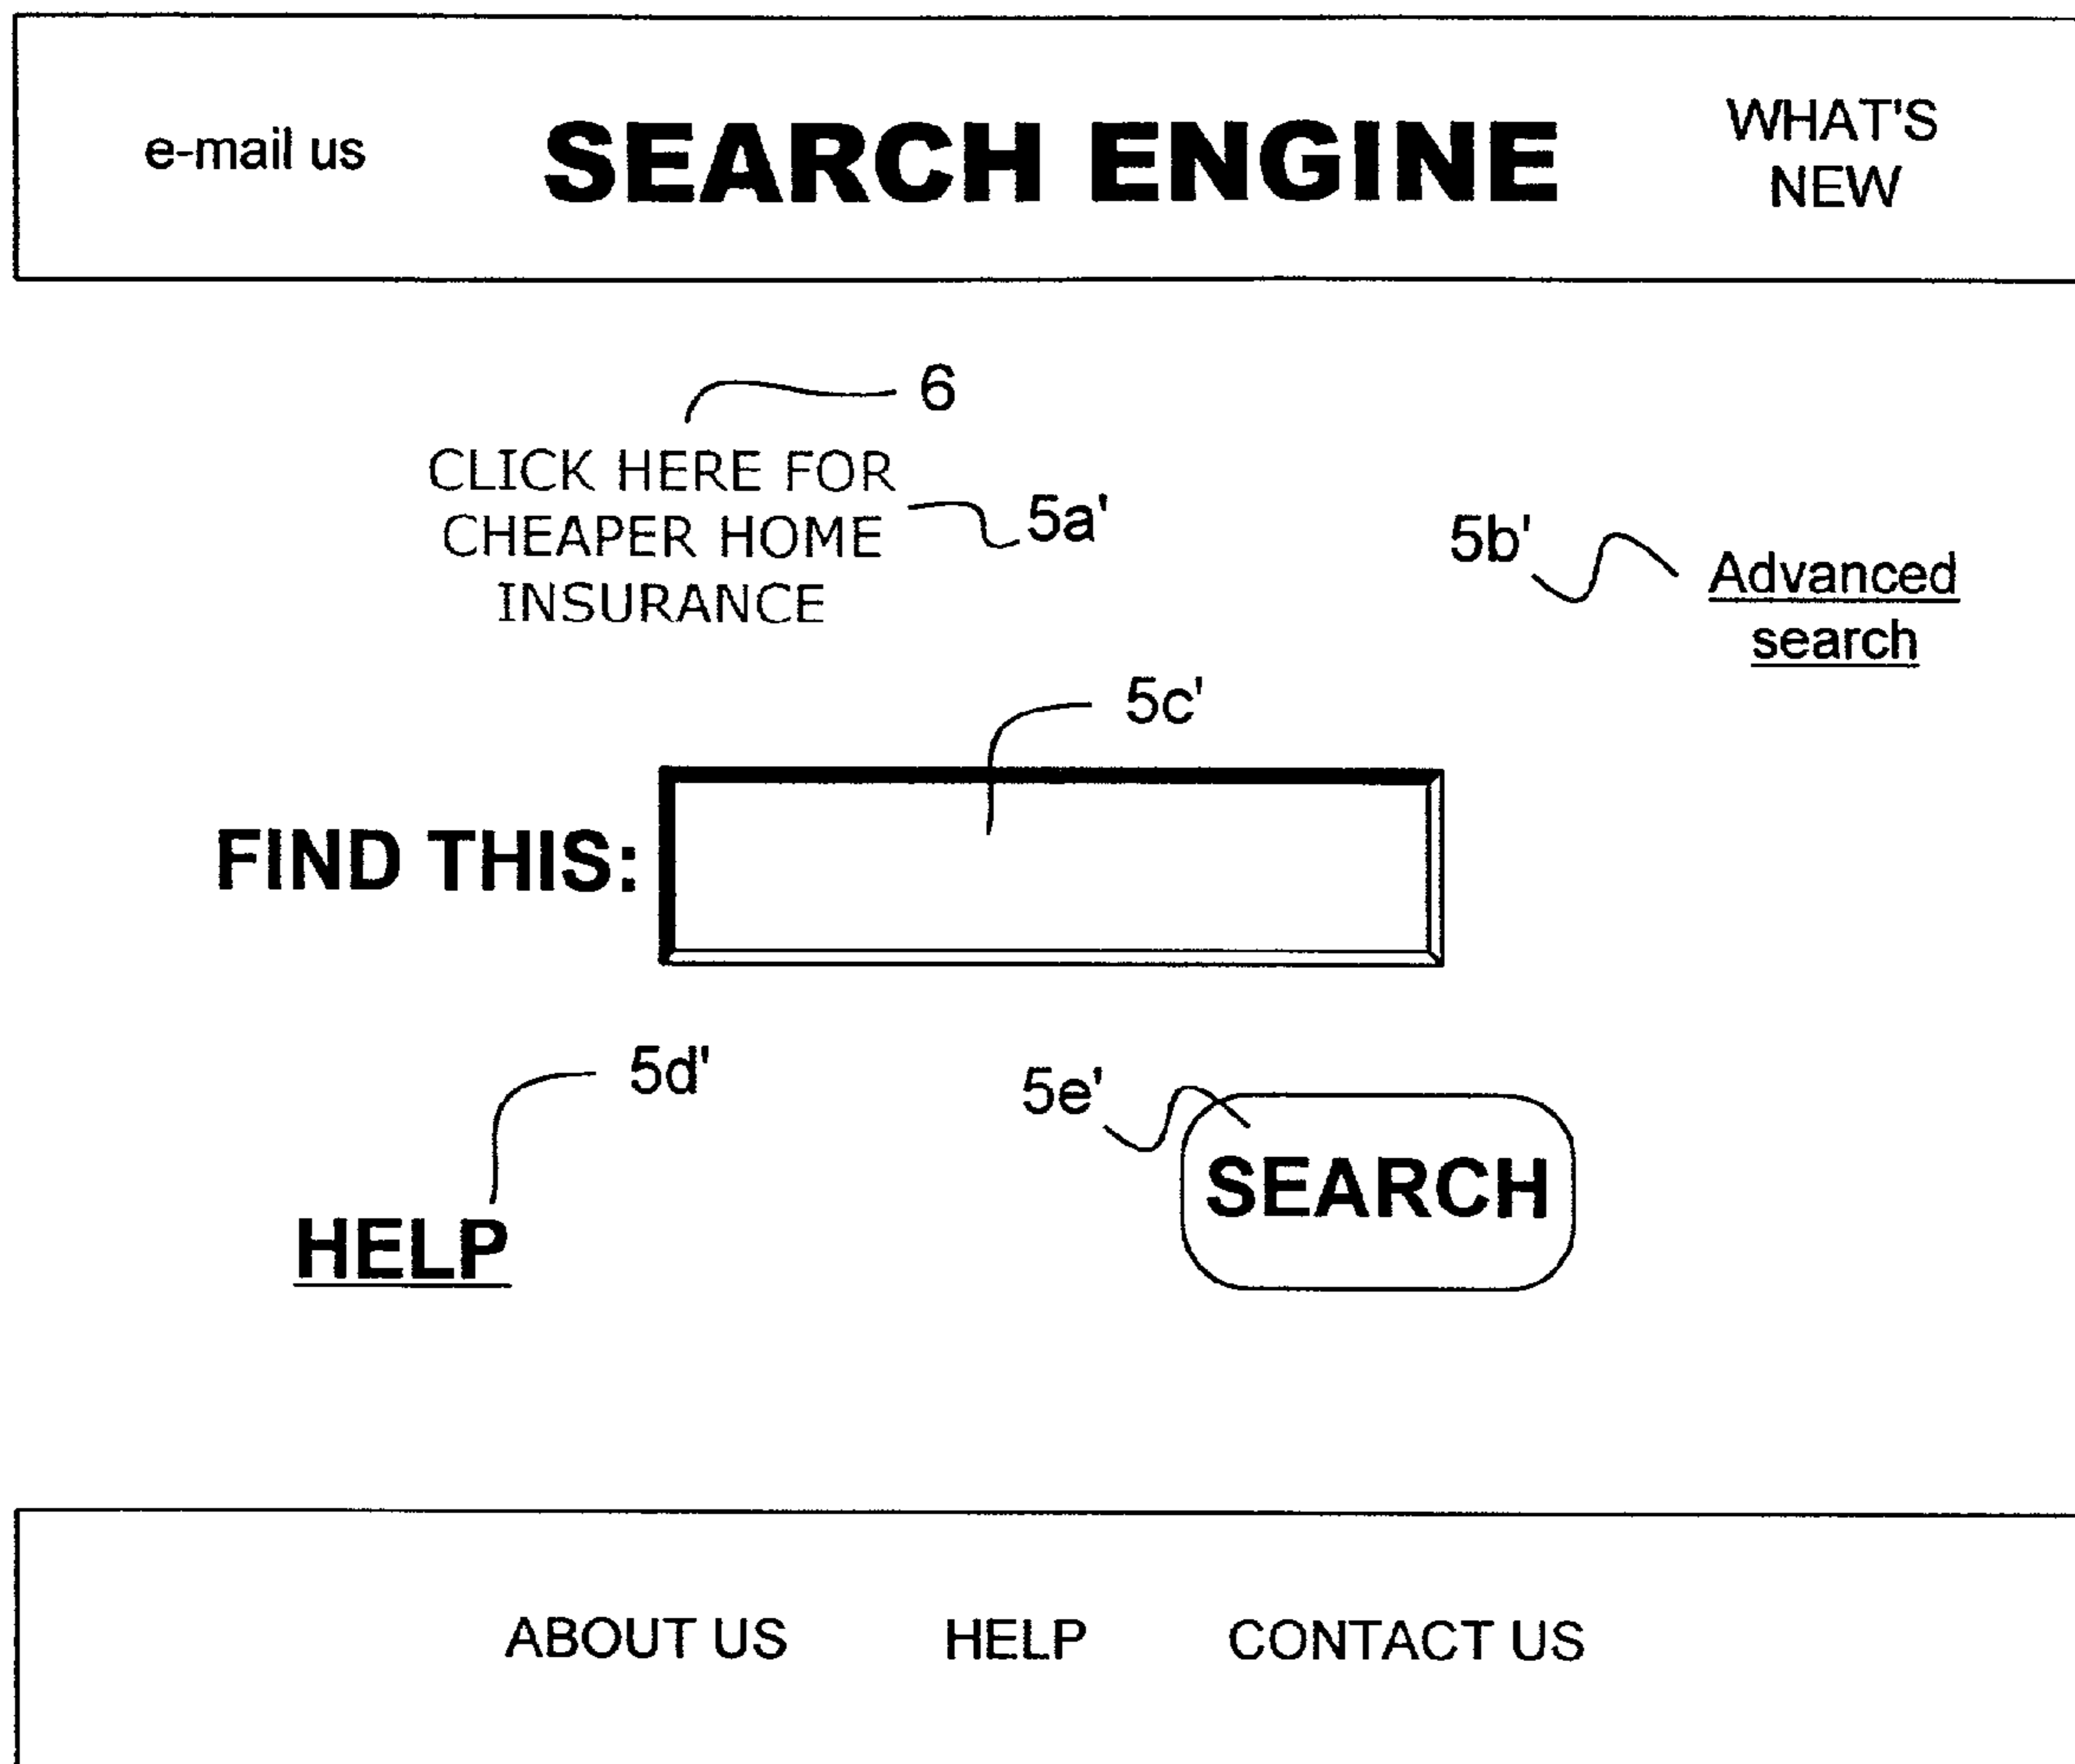 e-mail us SEARCH ENGINE WHAT'S
NEW
6
CLICK HERE FOR
CHEAPER HOME
INSURANCE
5a'
5b'
Advanced
search
5c'
FIND THIS:
5d'
5e'
HELP
SEARCH
ABOUT US HELP CONTACT US